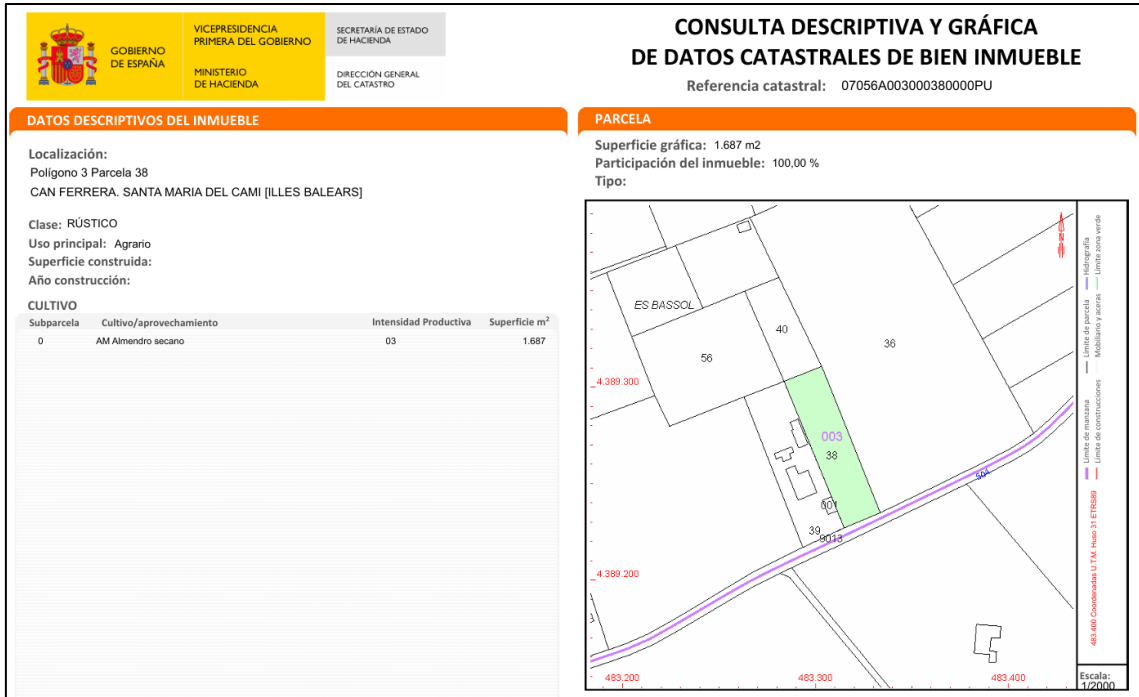 GOBIERNO
DE ESPAÑA
VICEPRESIDENCIA
PRIMERA DEL GOBIERNO
MINISTERIO
DE HACIENDA
SECRETARÍA DE ESTADO
DE HACIENDA
DIRECCIÓN GENERAL
DEL CATASTRO
CONSULTA DESCRIPTIVA Y GRÁFICA
DE DATOS CATASTRALES DE BIEN INMUEBLE
Referencia catastral: 07056A003000380000PU
DATOS DESCRIPTIVOS DEL INMUEBLE
Localización:
Polígono 3 Parcela 38
CAN FERRERA. SANTA MARIA DEL CAMI [ILLES BALEARS]
Clase: RÚSTICO
Uso principal: Agrario
Superficie construida:
Año construcción:
CULTIVO
Subparcela Cultivo/aprovechamiento Intensidad Productiva Superficie m²
0 AM Almendro secano 03 1.687
PARCELA
Superficie gráfica: 1.687 m2
Participación del inmueble: 100,00 %
Tipo:
ES BASSOL
40
56
36
4.389.300
003
38
504
001
39
9013
4.389.200
483.200 483.300 483.400
Hidrografía
Límite zona verde
Límite de parcela
Mobiliario y aceras
Límite de manzana
Límite de construcciones
483.400 Coordenadas U.T.M. Huso 31 ETRS89
Escala:
1/2000